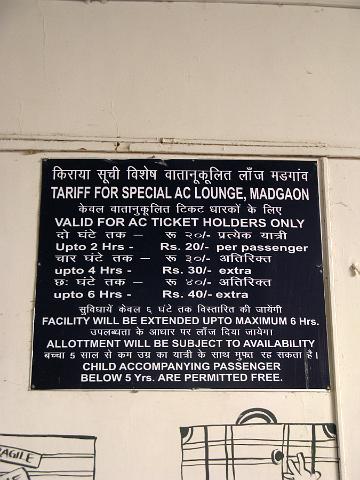 किराया सूची विशेष वातानूकूलित लॉंज मडगांव
TARIFF FOR SPECIAL AC LOUNGE, MADGAON
केवल वातानूकूलित टिकट धारकों के लिए
VALID FOR AC TICKET HOLDERS ONLY
दो घंटे तक – रू २०/- प्रत्येक यात्री
Upto 2 Hrs - Rs. 20/- per passenger
चार घंटे तक – रू ३०/- अतिरिक्त
upto 4 Hrs - Rs. 30/- extra
छः घंटे तक – रू ४०/- अतिरिक्त
upto 6 Hrs - Rs. 40/- extra
सुविधायें केवल ६ घंटे तक विस्तारित की जायेगी
FACILITY WILL BE EXTENDED UPTO MAXIMUM 6 Hrs.
उपलब्धता के आधार पर लॉंज दिया जायेगा।
ALLOTTMENT WILL BE SUBJECT TO AVAILABILITY
बच्चा 5 साल से कम उम्र का यात्री के साथ मुफ्त रह सकता है।
CHILD ACCOMPANYING PASSENGER
BELOW 5 Yrs. ARE PERMITTED FREE.
AGILE